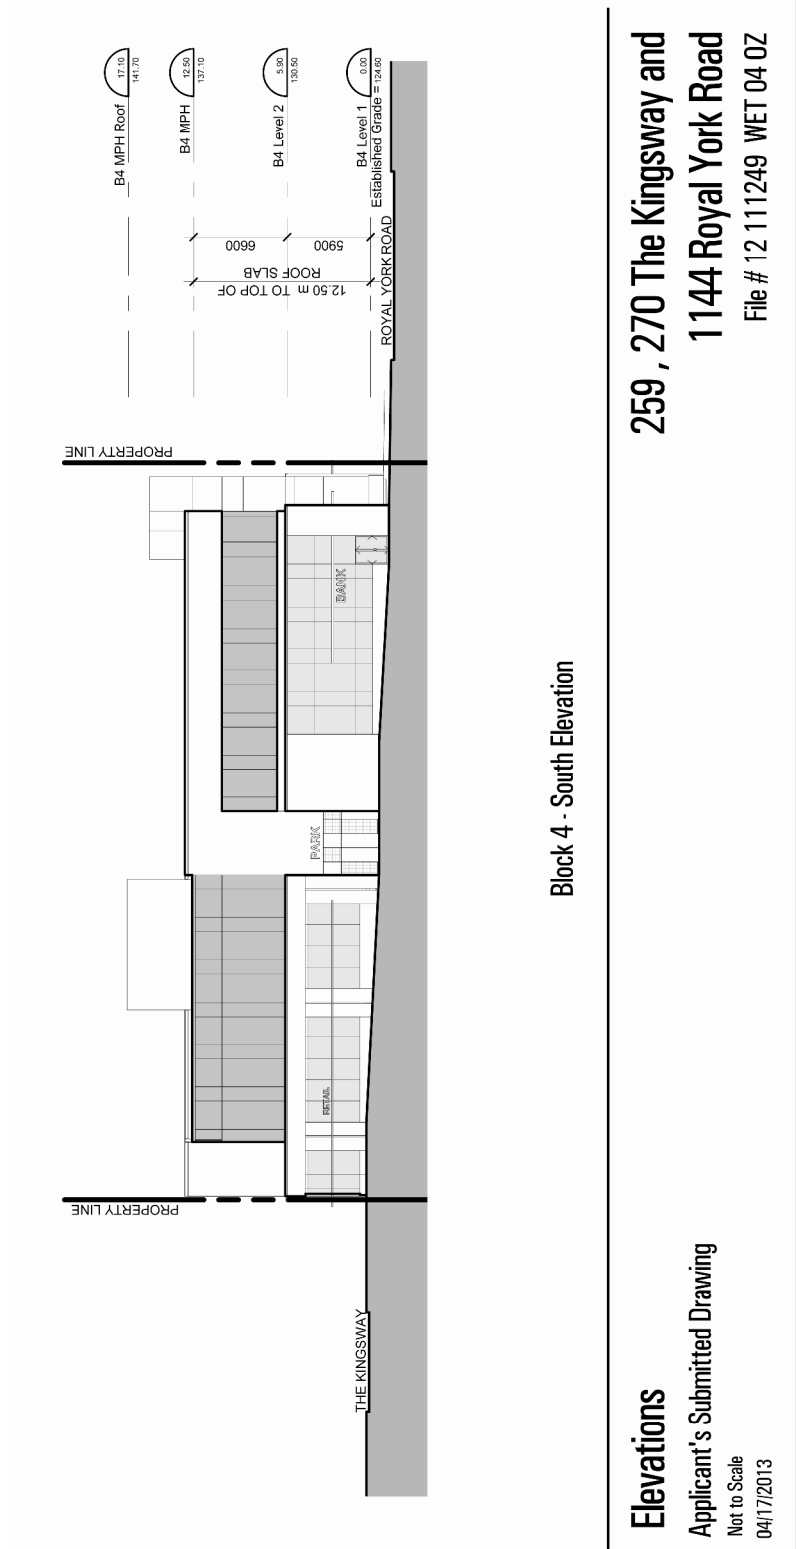 B4 MPH Roof
17.10
141.70
B4 MPH
12.50
137.10
B4 Level 2
5.90
130.50
B4 Level 1
Established Grade =
0.00
124.60
6600
5900
12.50 m TO TOP OF
ROOF SLAB
ROYAL YORK ROAD
PROPERTY LINE
BANK
PARK
RETAIL
PROPERTY LINE
THE KINGSWAY
Block 4 - South Elevation
Elevations
Applicant's Submitted Drawing
Not to Scale
04/17/2013
259 , 270 The Kingsway and
1144 Royal York Road
File # 12 111249 WET 04 OZ